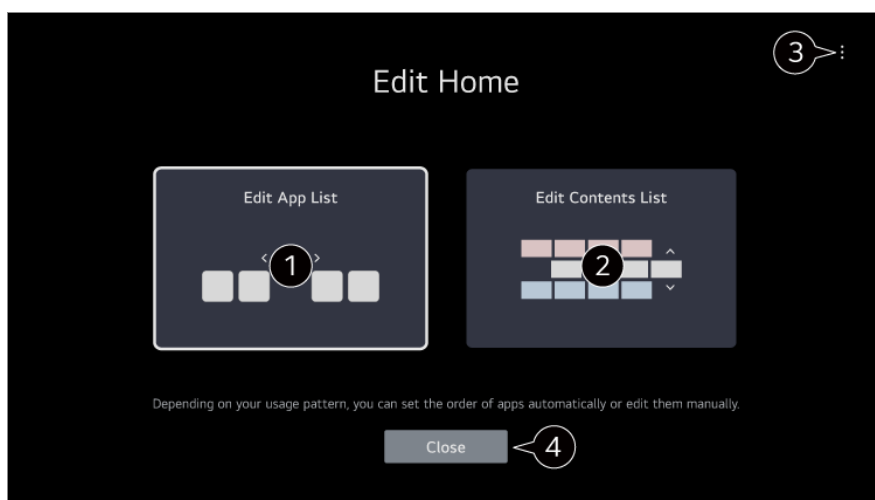 3
Edit Home
Edit App List
Edit Contents List
1
2
Depending on your usage pattern, you can set the order of apps automatically or edit them manually.
Close
4